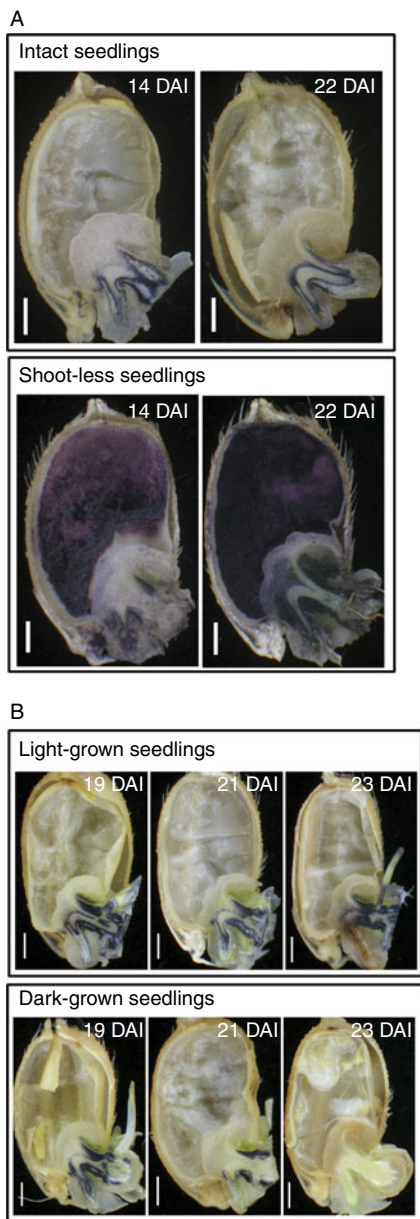 A
Intact seedlings
14 DAI 22 DAI
Shoot-less seedlings
14 DAI 22 DAI
B
Light-grown seedlings
19 DAI 21 DAI 23 DAI
Dark-grown seedlings
19 DAI 21 DAI 23 DAI